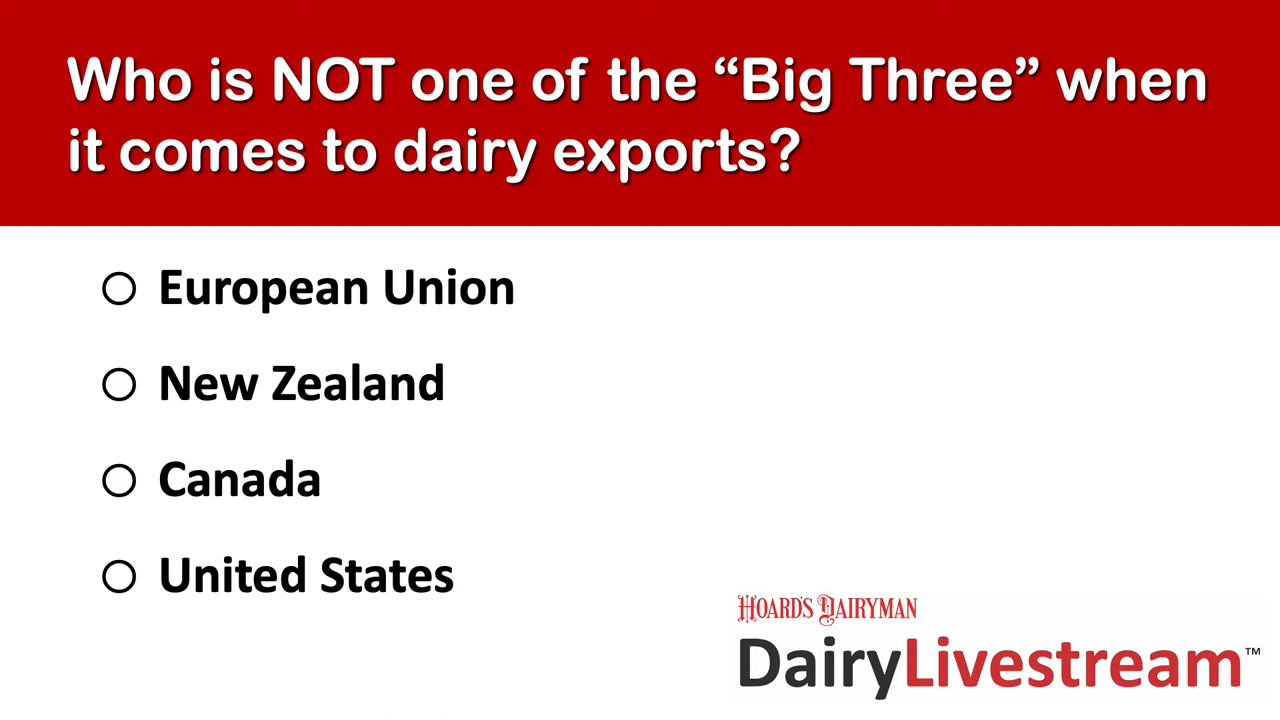 Who is NOT one of the “Big Three” when
it comes to dairy exports?
European Union
New Zealand
Canada
United States
HOARD'S DAIRYMAN
DairyLivestream™